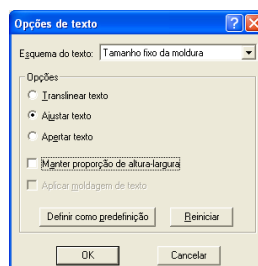 Opções de texto
Esquema do texto: Tamanho fixo da moldura
Opções
Translinear texto
Ajustar texto
Apertar texto
Manter proporção de altura-largura
Aplicar moldagem de texto
Definir como predefinição Reiniciar
OK Cancelar